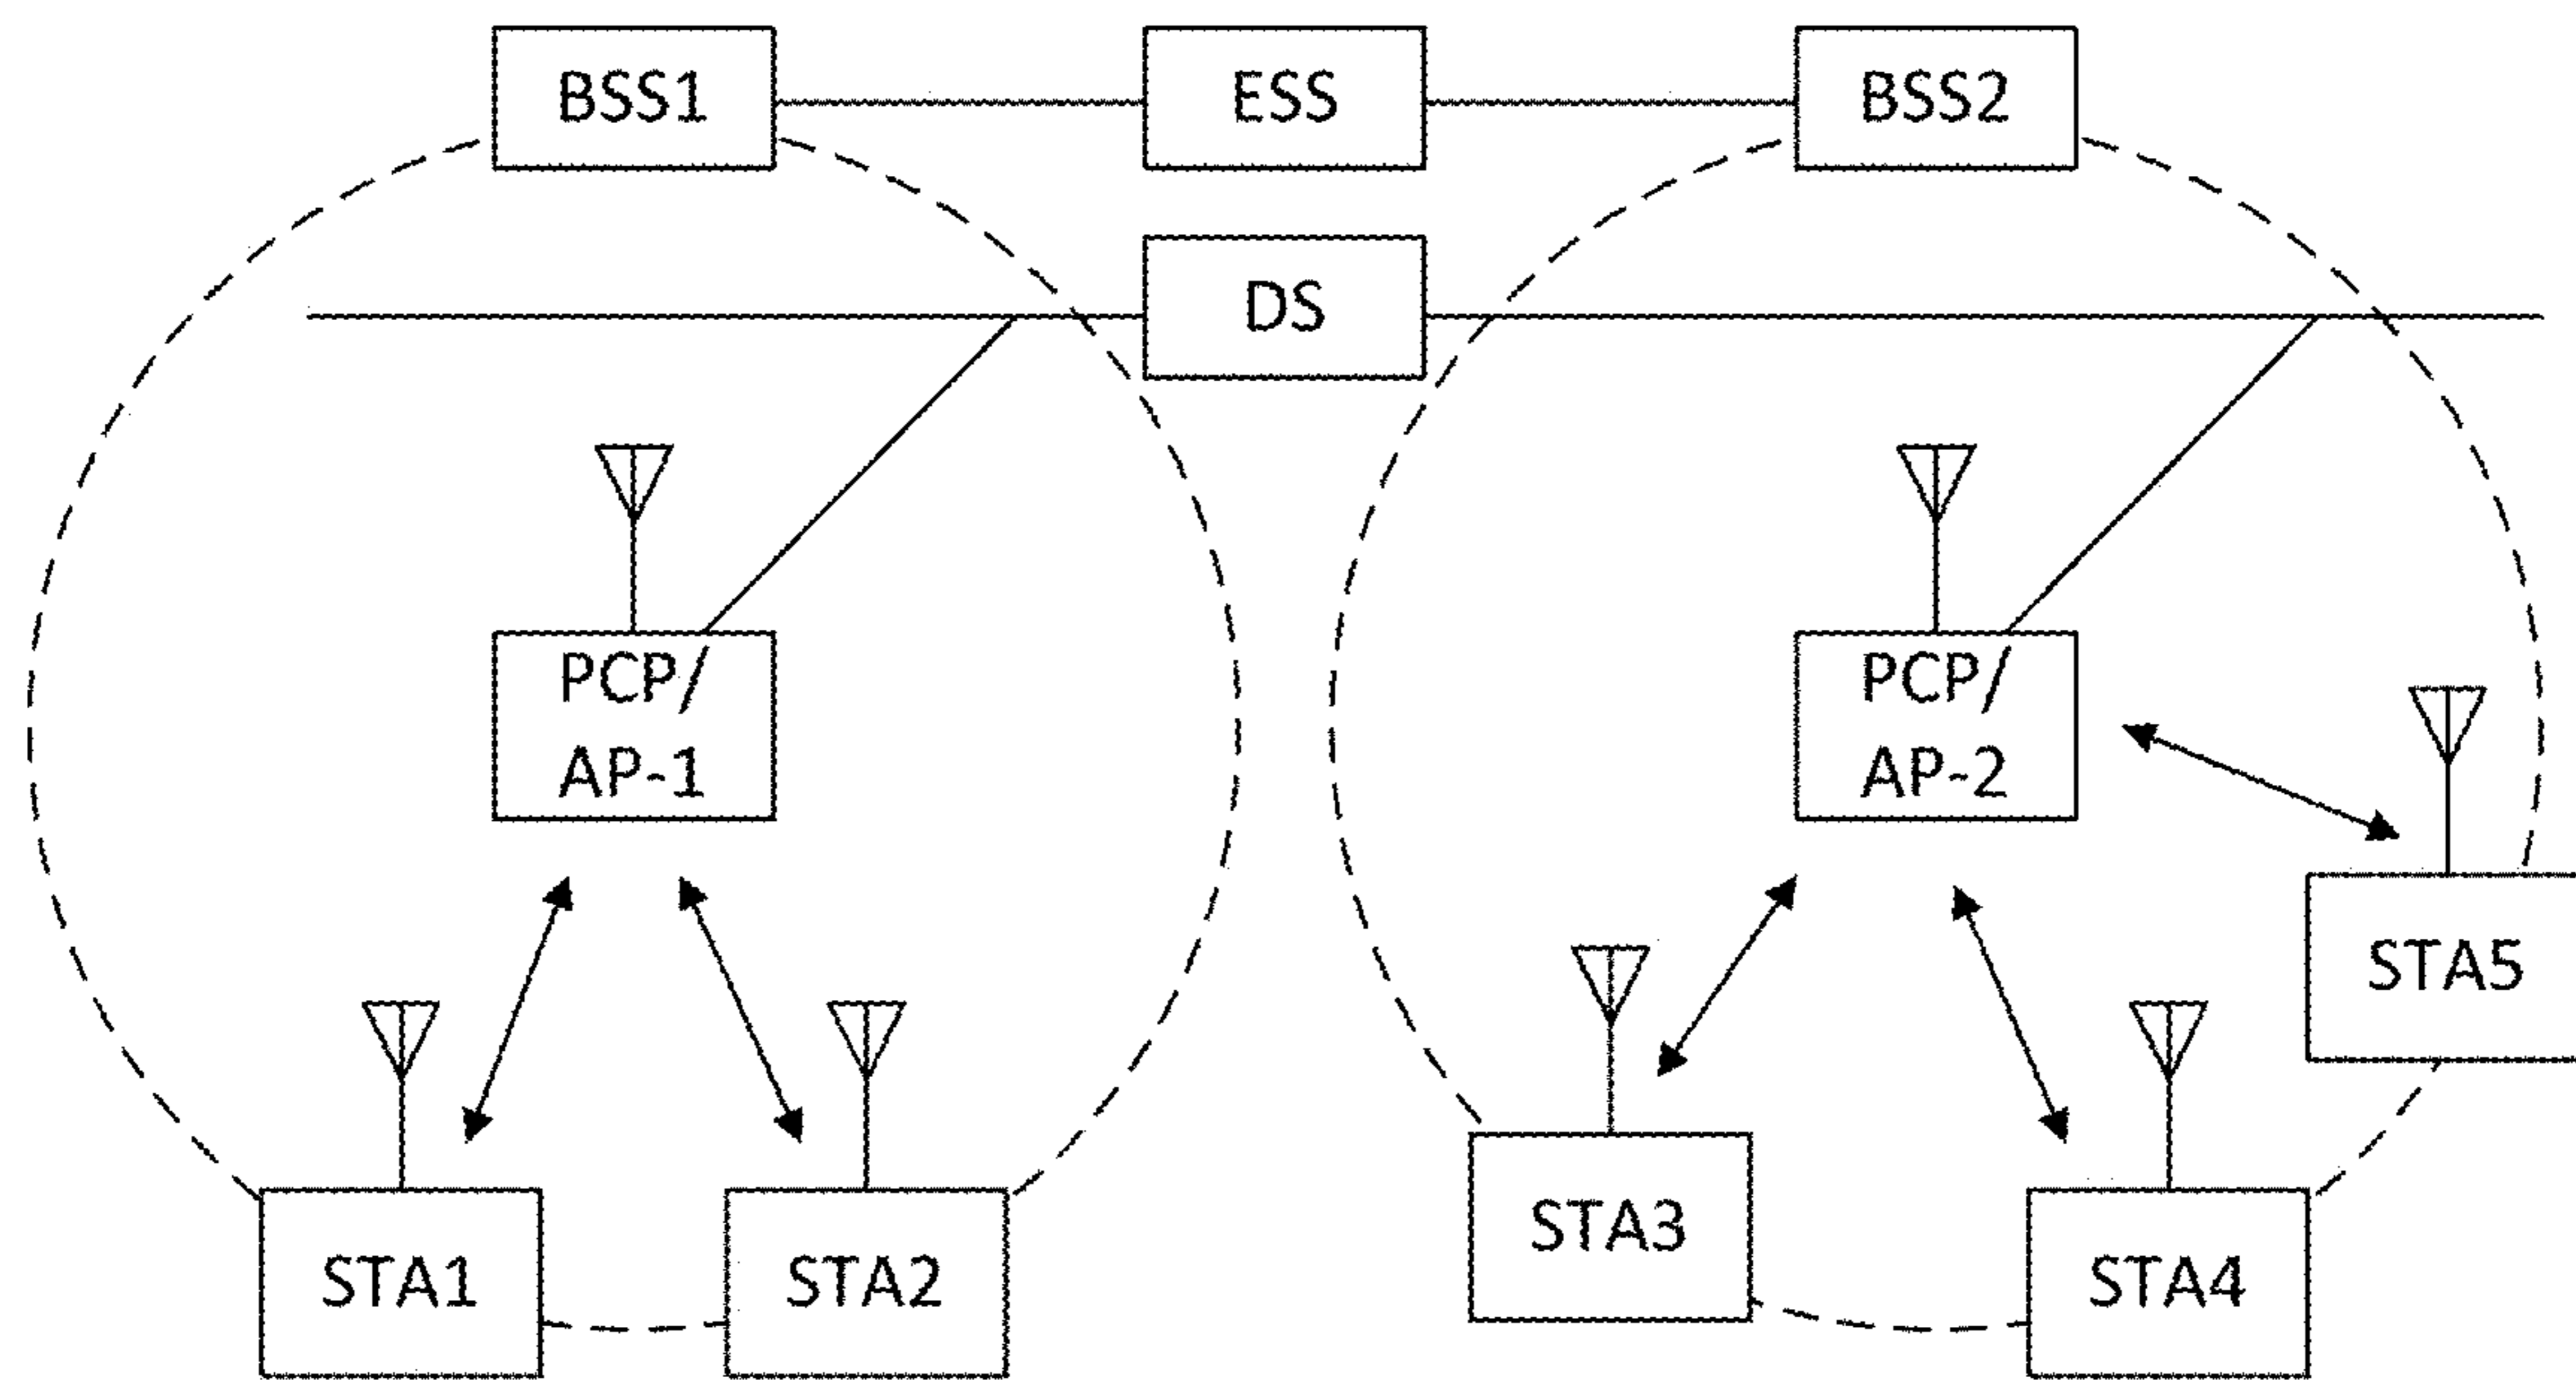 BSS1
ESS
BSS2
DS
PCP/
AP-1
PCP/
AP-2
STA5
STA3
STA1
STA2
STA4